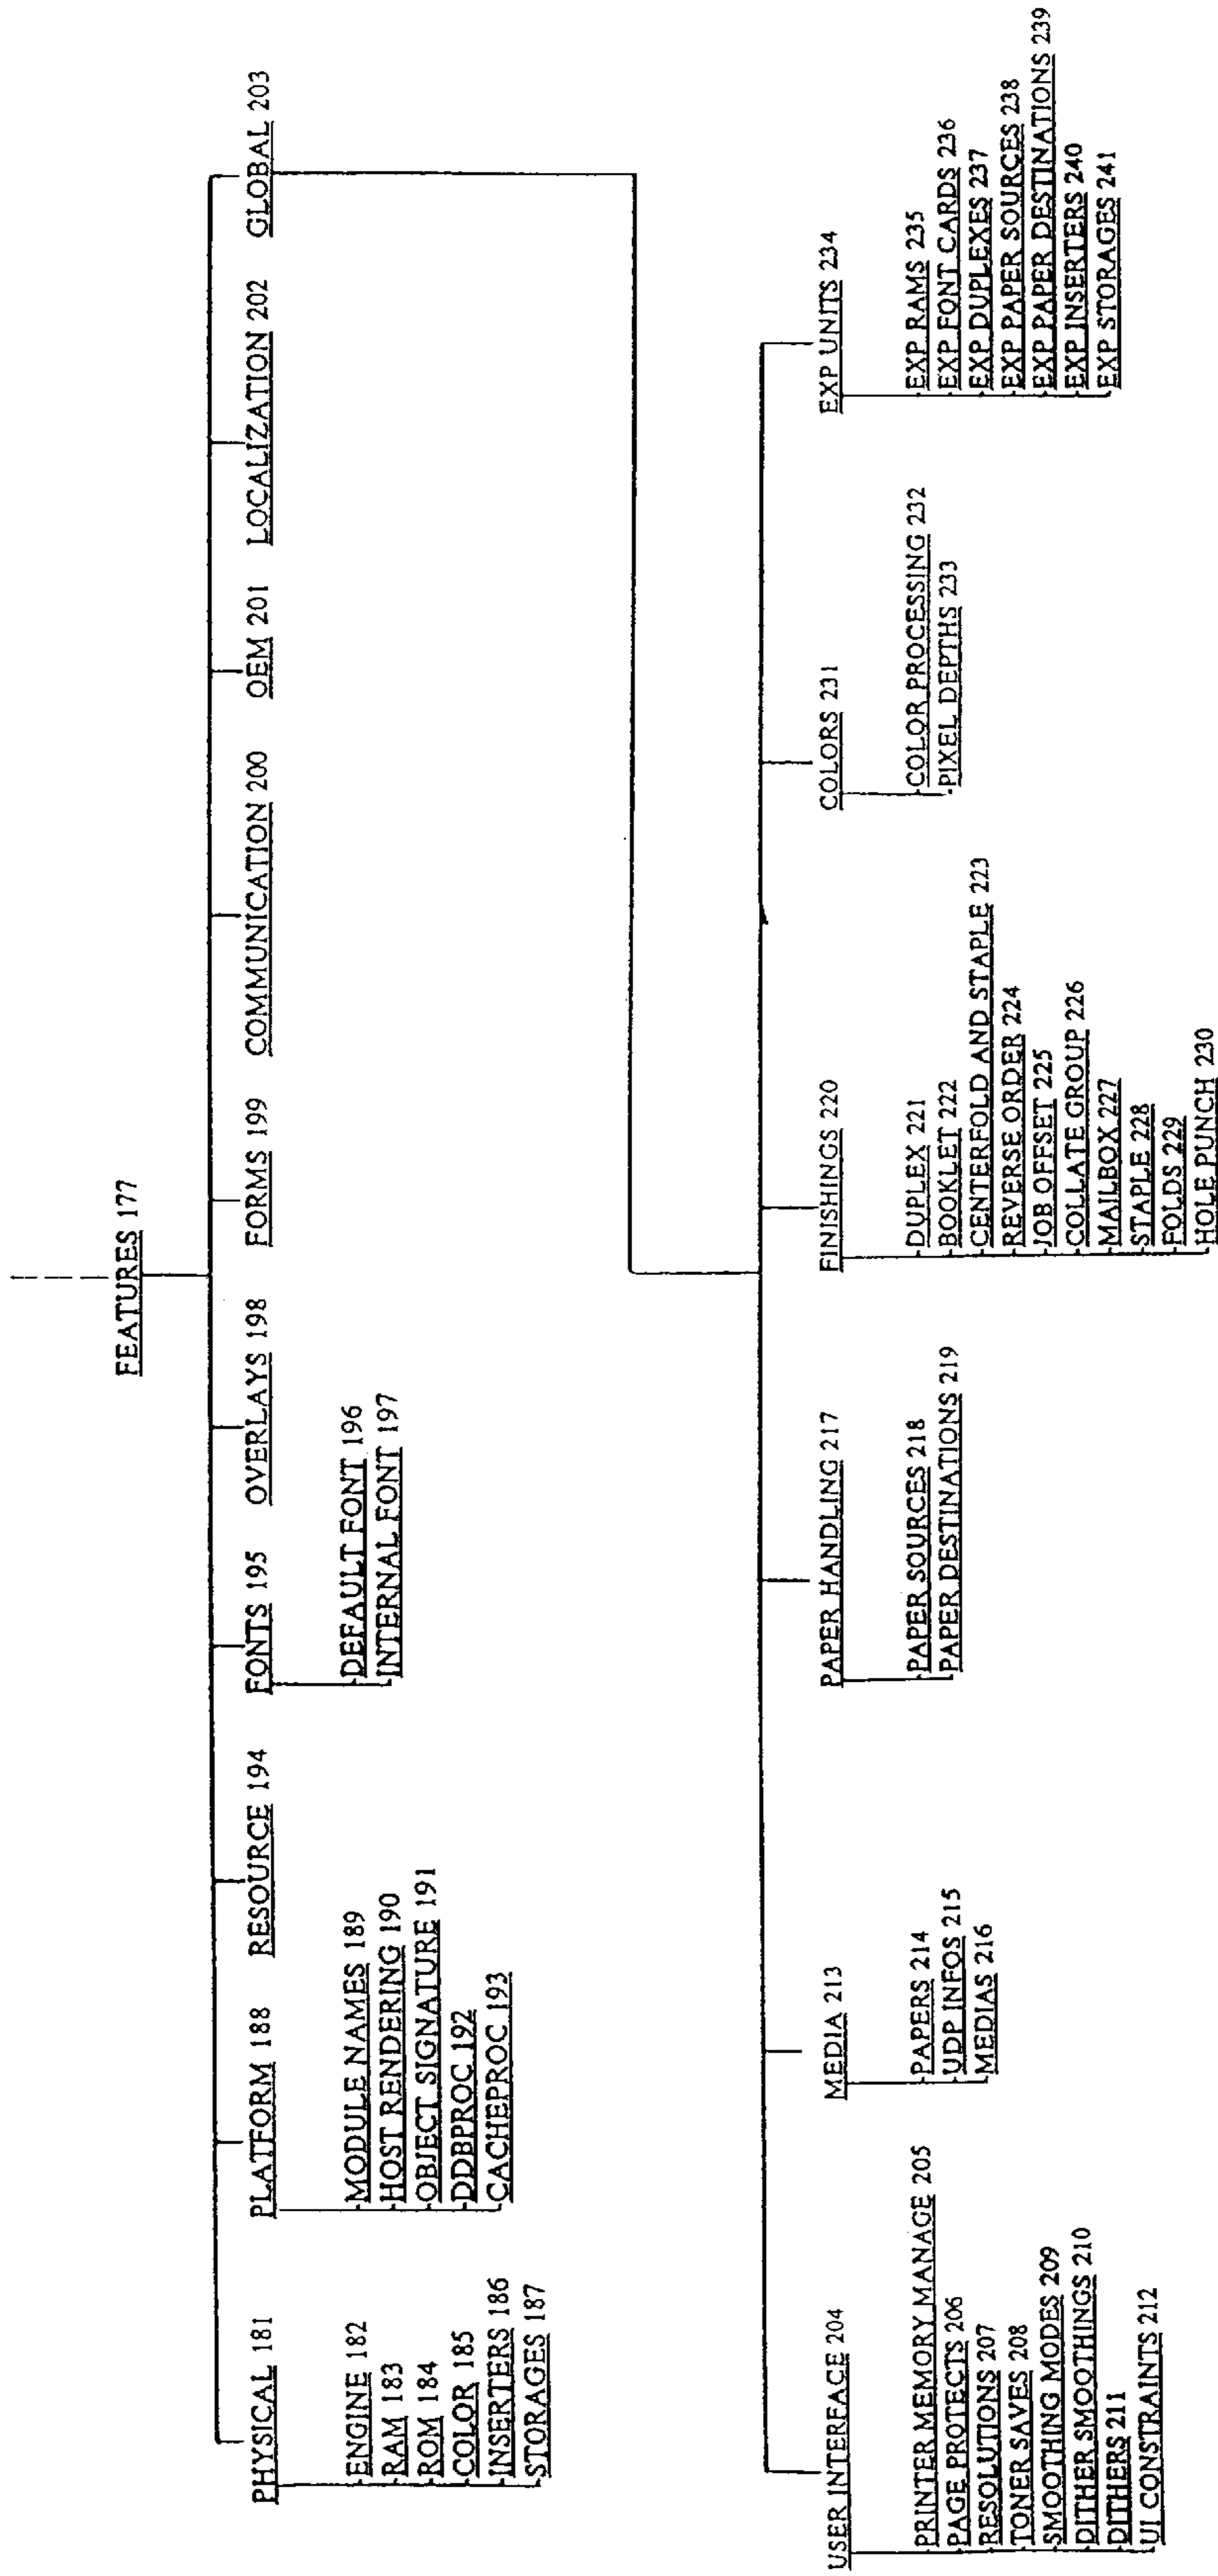 FEATURES 177
PHYSICAL 181
ENGINE 182
RAM 183
ROM 184
COLOR 185
INSERTERS 186
STORAGES 187
PLATFORM 188
MODULE NAMES 189
HOST RENDERING 190
OBJECT SIGNATURE 191
DDBPROC 192
CACHEPROC 193
RESOURCE 194
FONTS 195
DEFAULT FONT 196
INTERNAL FONT 197
OVERLAYS 198
FORMS 199
COMMUNICATION 200
OEM 201
LOCALIZATION 202
GLOBAL 203
USER INTERFACE 204
PRINTER MEMORY MANAGE 205
PAGE PROTECTS 206
RESOLUTIONS 207
TONER SAVES 208
SMOOTHING MODES 209
DITHER SMOOTHINGS 210
DITHERS 211
UI CONSTRAINTS 212
MEDIA 213
PAPERS 214
UDP INFOS 215
MEDIAS 216
PAPER HANDLING 217
PAPER SOURCES 218
PAPER DESTINATIONS 219
FINISHINGS 220
DUPLEX 221
BOOKLET 222
CENTERFOLD AND STAPLE 223
REVERSE ORDER 224
JOB OFFSET 225
COLLATE GROUP 226
MAILBOX 227
STAPLE 228
FOLDS 229
HOLE PUNCH 230
COLORS 231
COLOR PROCESSING 232
PIXEL DEPTHS 233
EXP UNITS 234
EXP RAMS 235
EXP FONT CARDS 236
EXP DUPLEXES 237
EXP PAPER SOURCES 238
EXP PAPER DESTINATIONS 239
EXP INSERTERS 240
EXP STORAGES 241